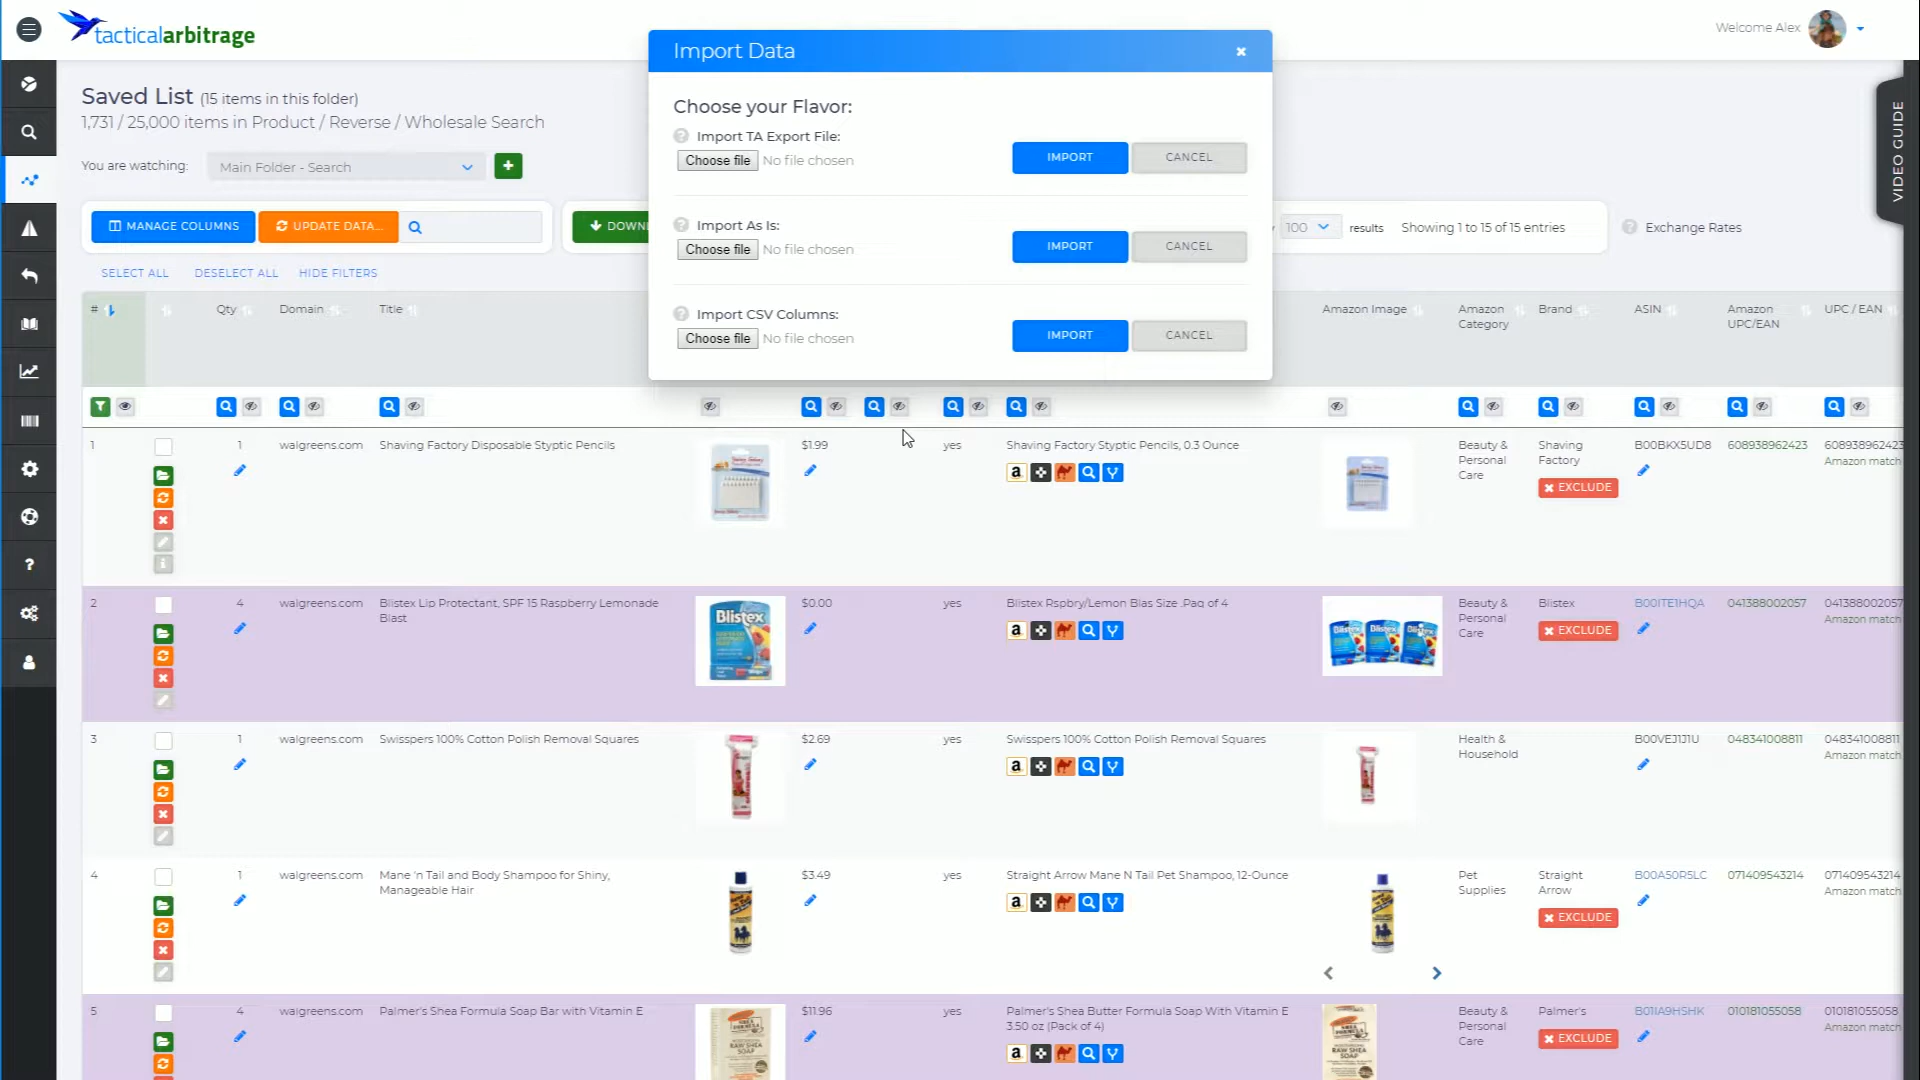 tacticalarbitrage
Welcome Alex
Import Data
Saved List (15 items in this folder)
1,731 / 25,000 items in Product / Reverse / Wholesale Search
You are watching:
Main Folder - Search
Choose your Flavor:
Import TA Export File:
Choose file No file chosen
IMPORT
CANCEL
Import As Is:
Choose file No file chosen
IMPORT
CANCEL
Import CSV Columns:
Choose file No file chosen
IMPORT
CANCEL
VIDEO GUIDE
MANAGE COLUMNS
UPDATE DATA...
DOWN
100
results
Showing 1 to 15 of 15 entries
Exchange Rates
SELECT ALL
DESELECT ALL
HIDE FILTERS
#
Qty
Domain
Title
Amazon Image
Amazon
Category
Brand
ASIN
Amazon
UPC/EAN
UPC / EAN
1
1
walgreens.com
Shaving Factory Disposable Styptic Pencils
$1.99
yes
Shaving Factory Styptic Pencils, 0.3 Ounce
Beauty &
Personal
Care
Shaving
Factory
EXCLUDE
B00BKX5UD8
608938962423
608938962423
Amazon match
2
4
walgreens.com
Blistex Lip Protectant, SPF 15 Raspberry Lemonade
Blast
Blistex
$0.00
yes
Blistex Rspbry/Lemon Blas Size .Paq of 4
Beauty &
Personal
Care
Blistex
EXCLUDE
B00ITE1HQA
041388002057
041388002057
Amazon match
3
1
walgreens.com
Swisspers 100% Cotton Polish Removal Squares
$2.69
yes
Swisspers 100% Cotton Polish Removal Squares
Health &
Household
B00VEJ1J1U
048341008811
048341008811
Amazon match
4
1
walgreens.com
Mane 'n Tail and Body Shampoo for Shiny,
Manageable Hair
$3.49
yes
Straight Arrow Mane N Tail Pet Shampoo, 12-Ounce
Pet
Supplies
Straight
Arrow
EXCLUDE
B00A50R5LC
071409543214
071409543214
Amazon match
5
4
walgreens.com
Palmer's Shea Formula Soap Bar with Vitamin E
SHEA
FORMULA
RAW SHEA
SOAP
$11.96
yes
Palmer's Shea Butter Formula Soap With Vitamin E
3.50 oz (Pack of 4)
Beauty &
Personal
Care
Palmer's
EXCLUDE
B01IA9HSHK
010181055058
010181055058
Amazon match